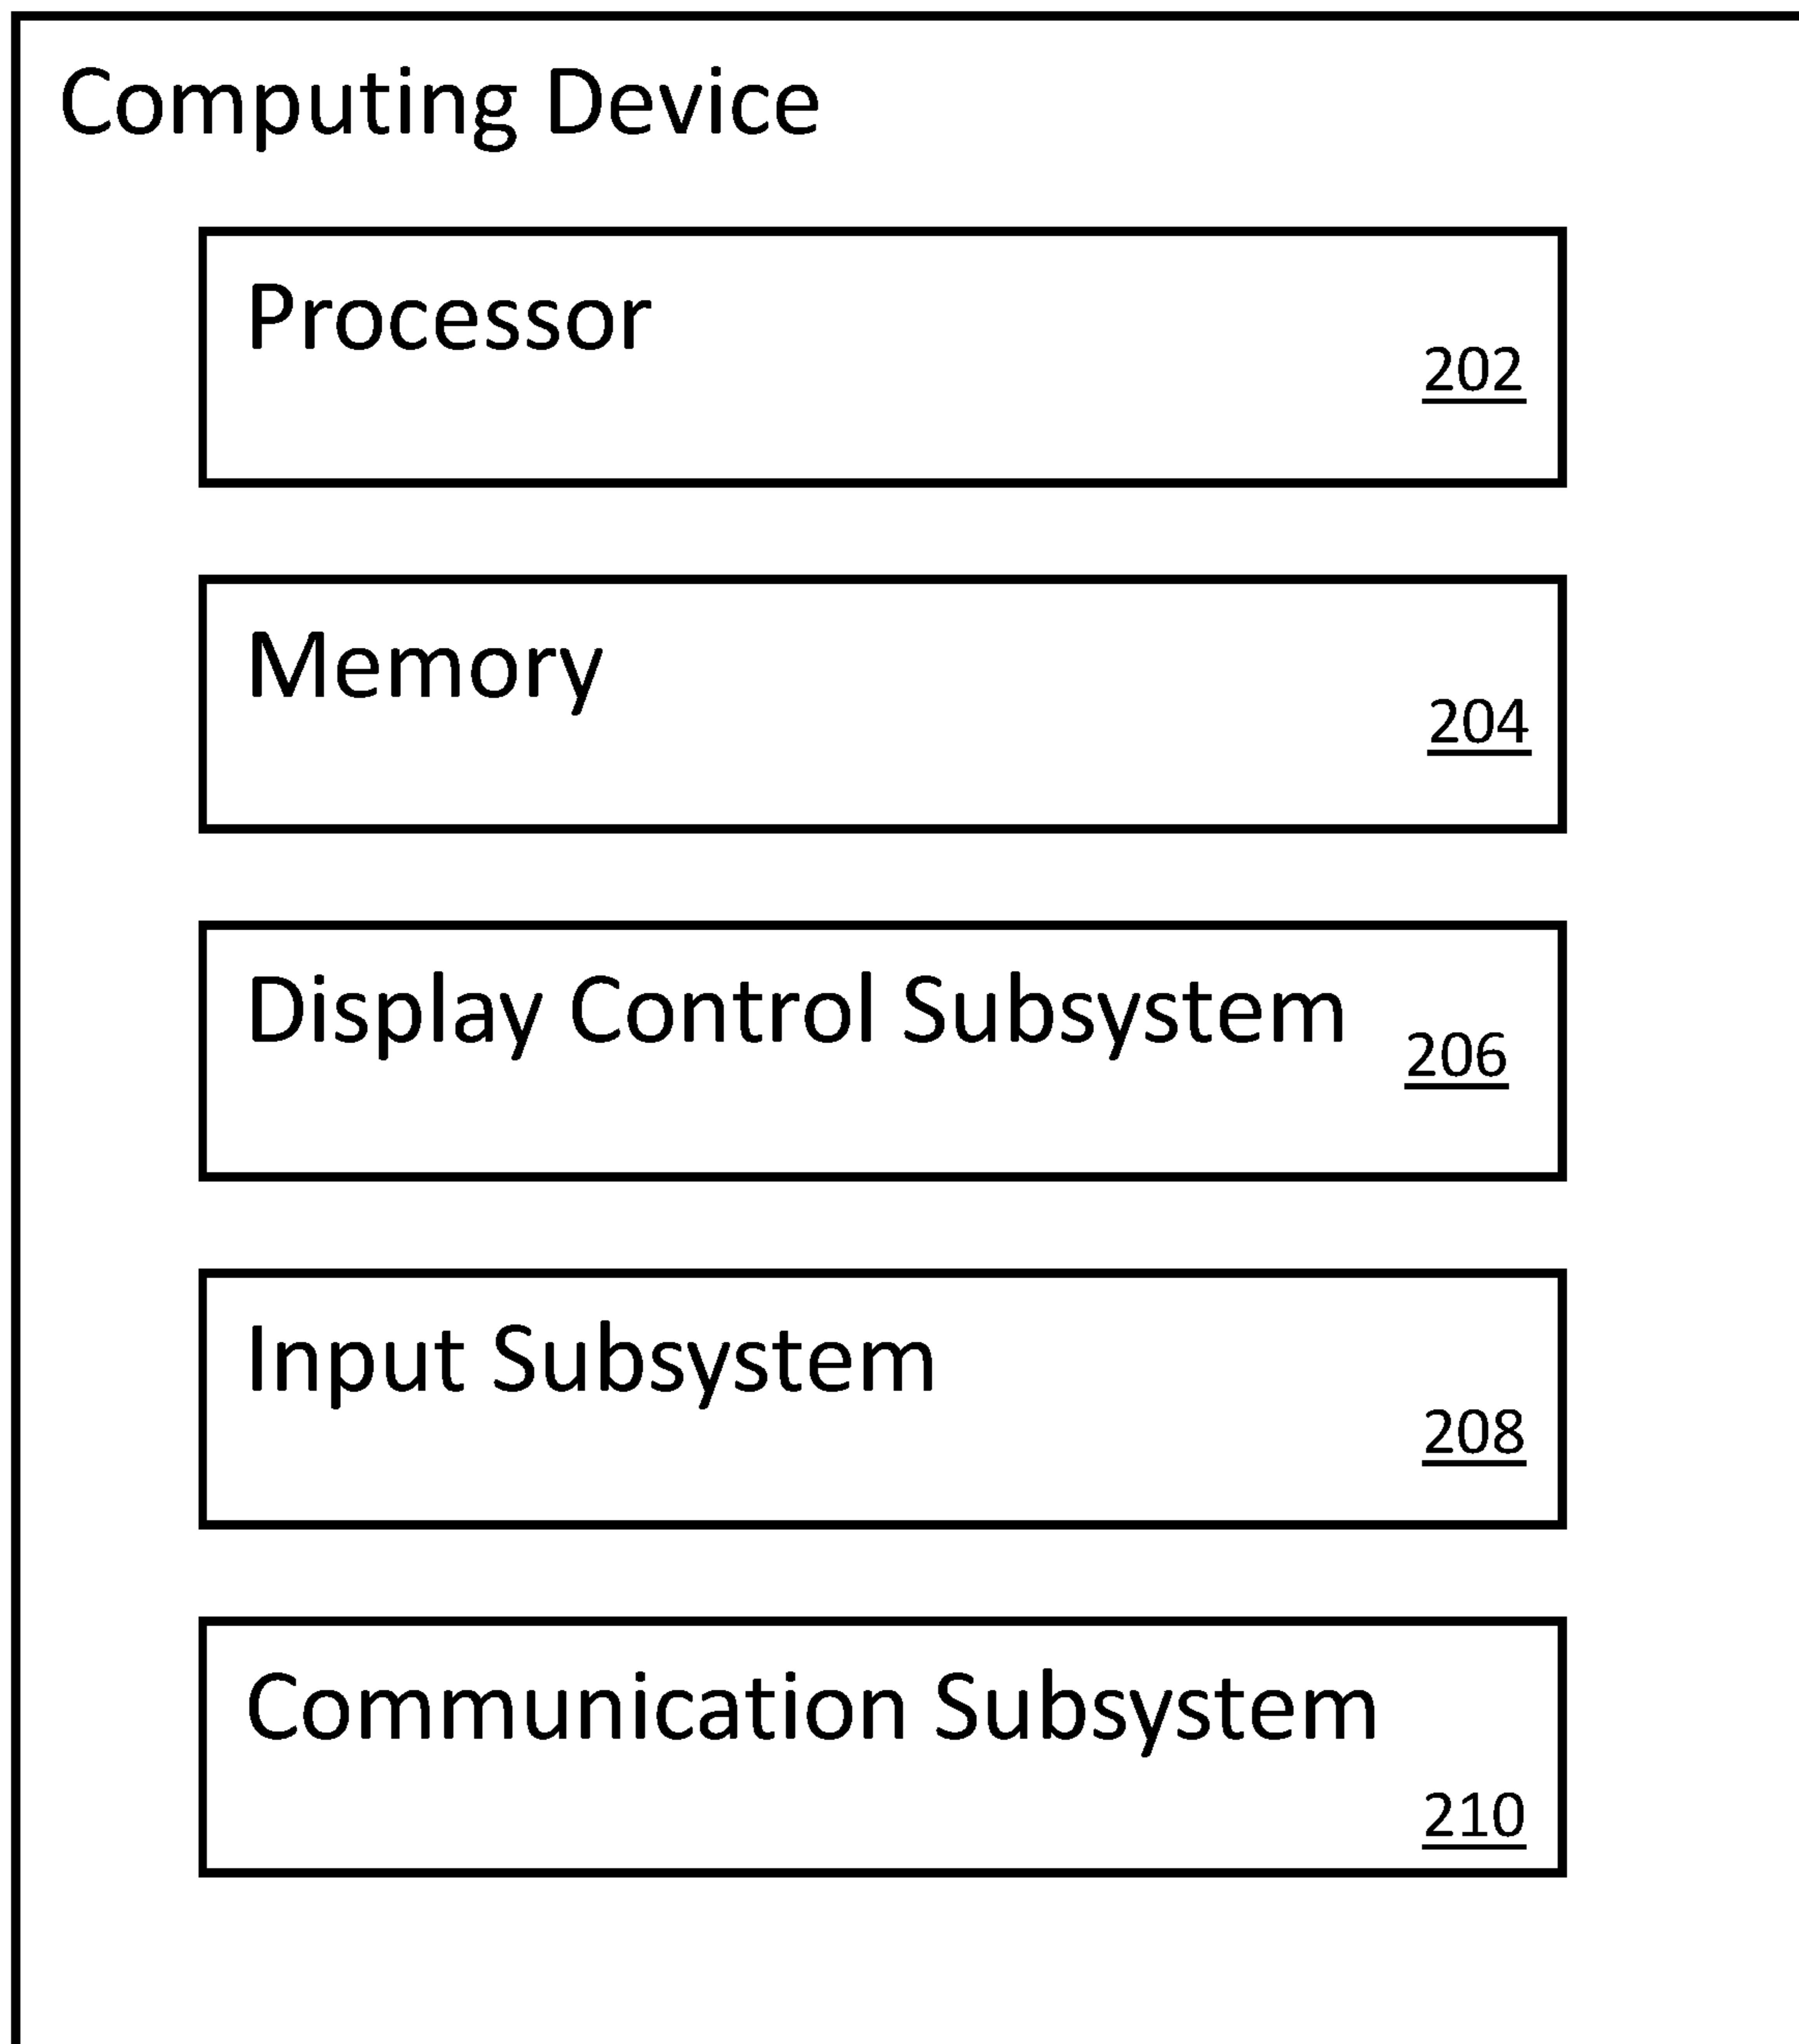 Computing Device
Processor
202
Memory
204
Display Control Subsystem
206
Input Subsystem
208
Communication Subsystem
210